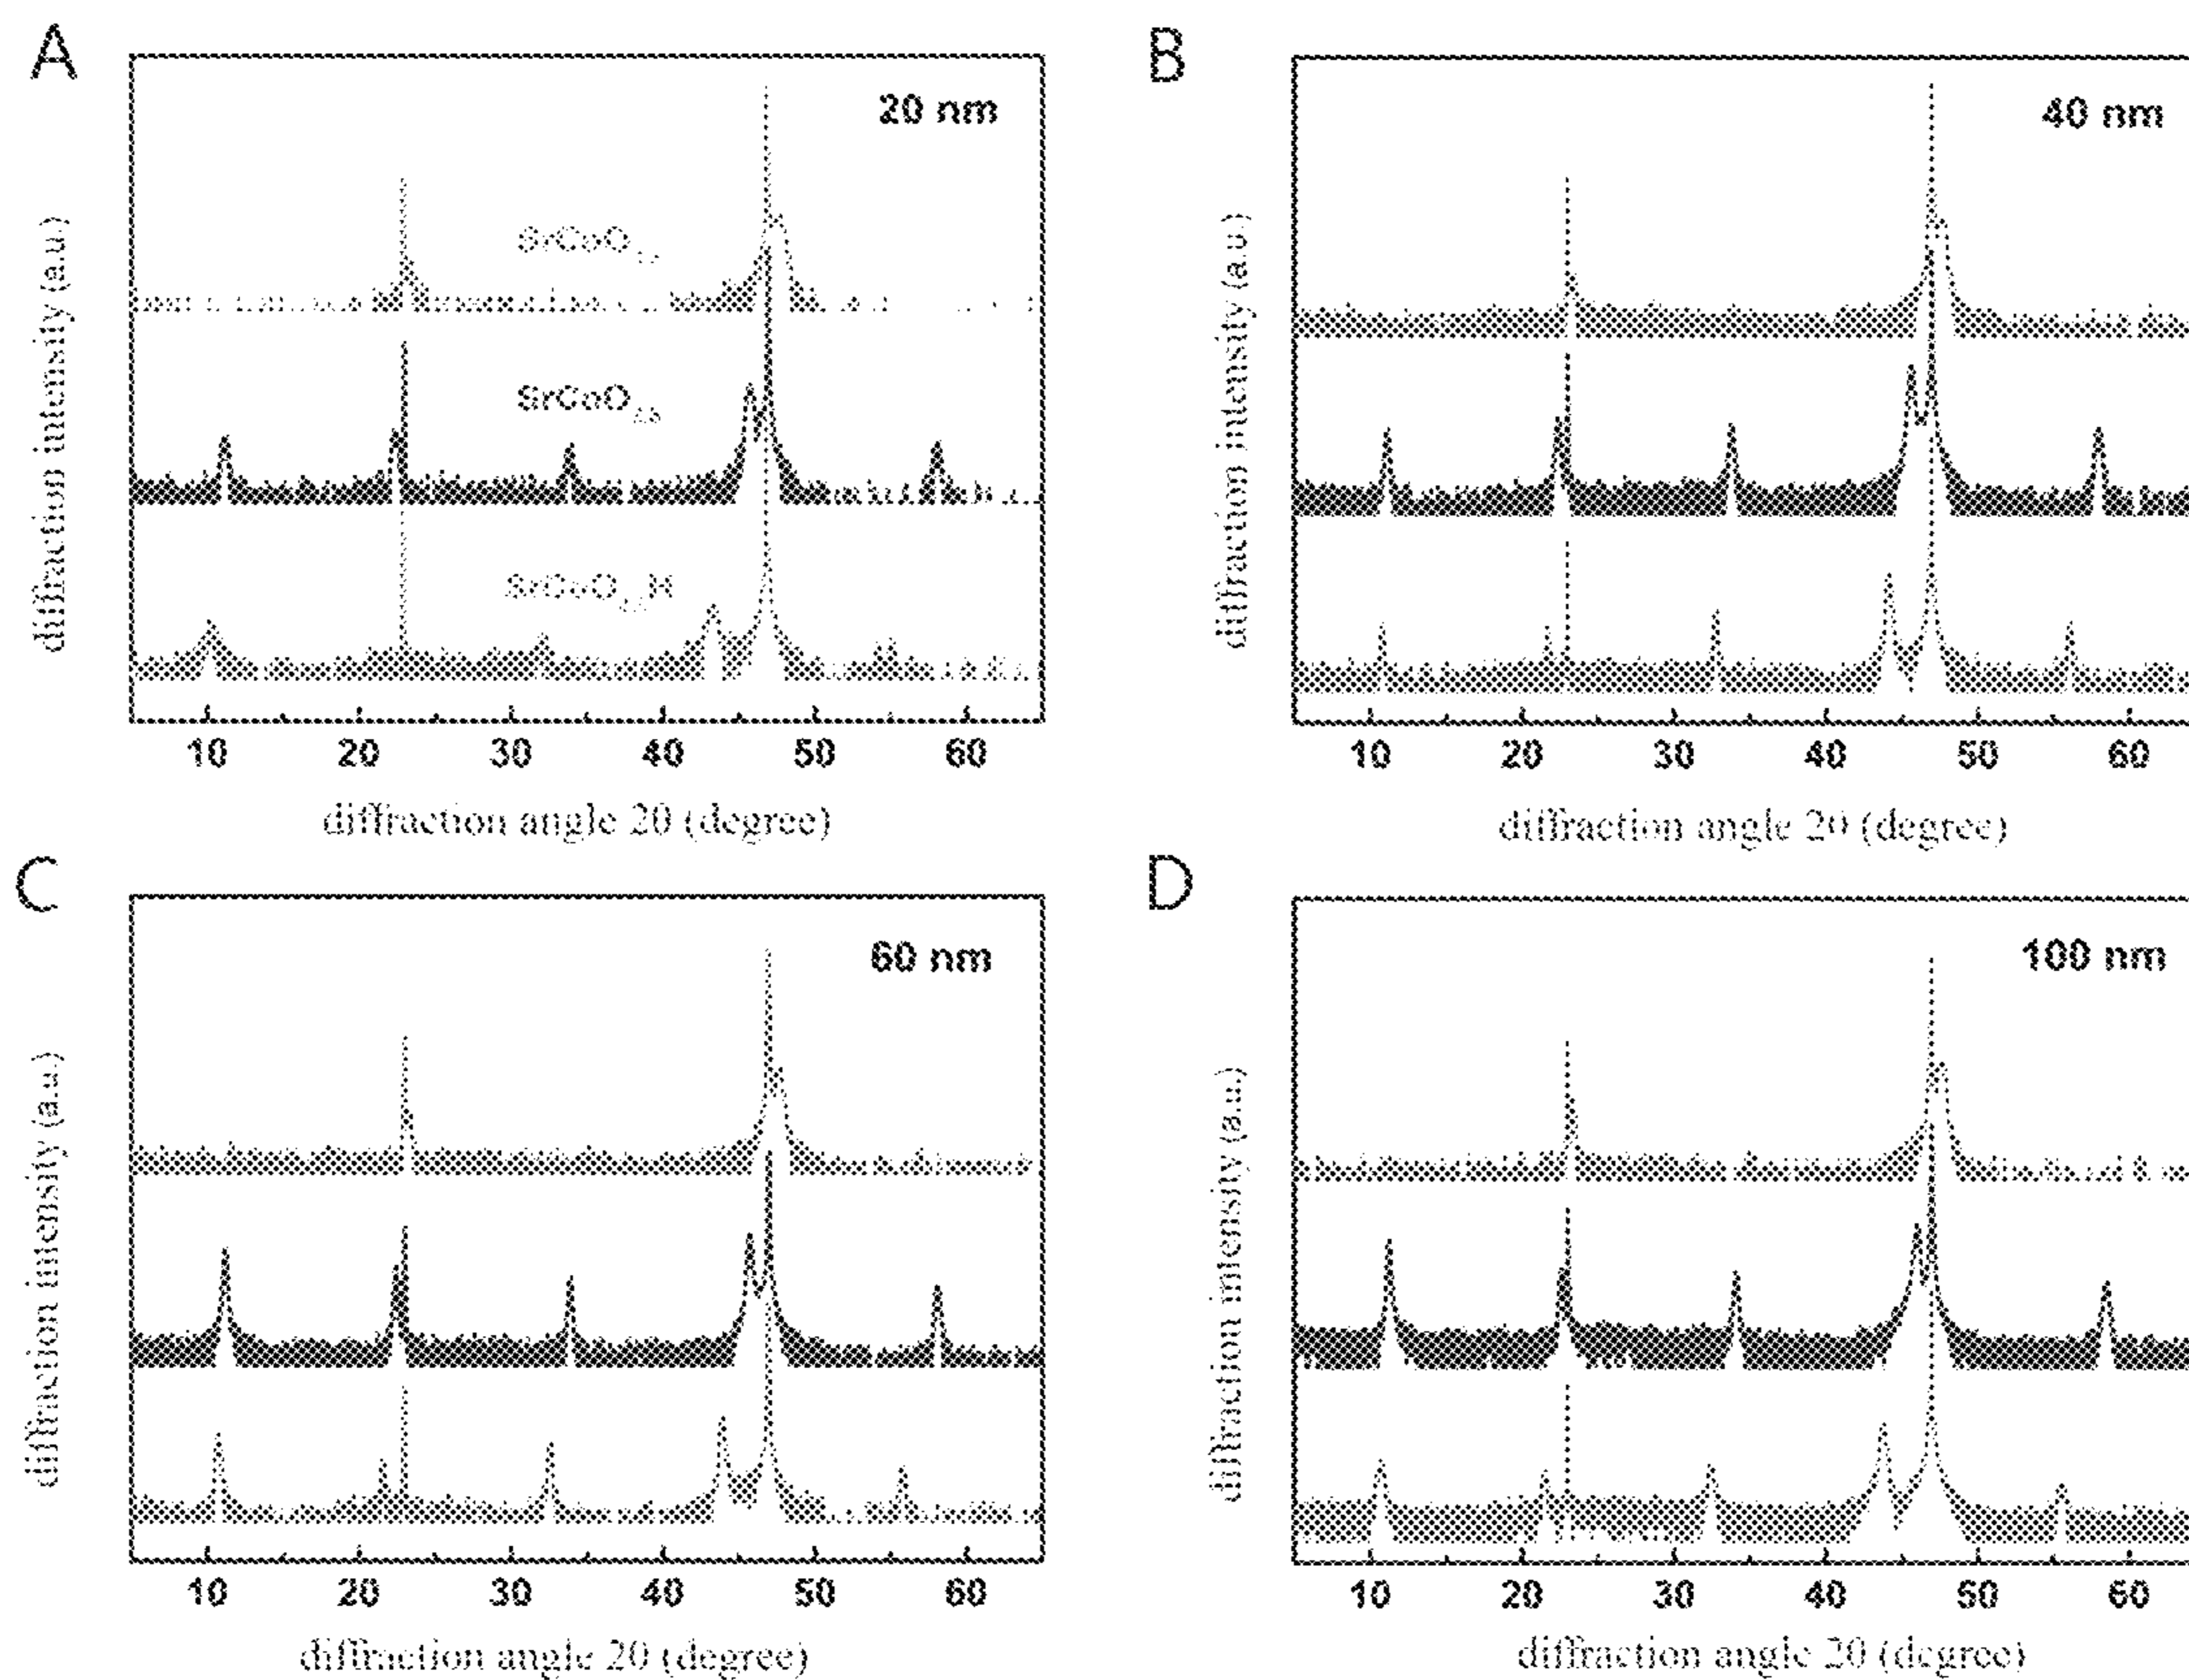 A
20 nm
SrCoO
SrCoO2.5
SrCoO H
diffraction intensity (a.u.)
10 20 30 40 50 60
diffraction angle 2θ (degree)
B
40 nm
diffraction intensity (a.u.)
10 20 30 40 50 60
diffraction angle 2θ (degree)
C
60 nm
diffraction intensity (a.u.)
10 20 30 40 50 60
diffraction angle 2θ (degree)
D
100 nm
diffraction intensity (a.u.)
10 20 30 40 50 60
diffraction angle 2θ (degree)